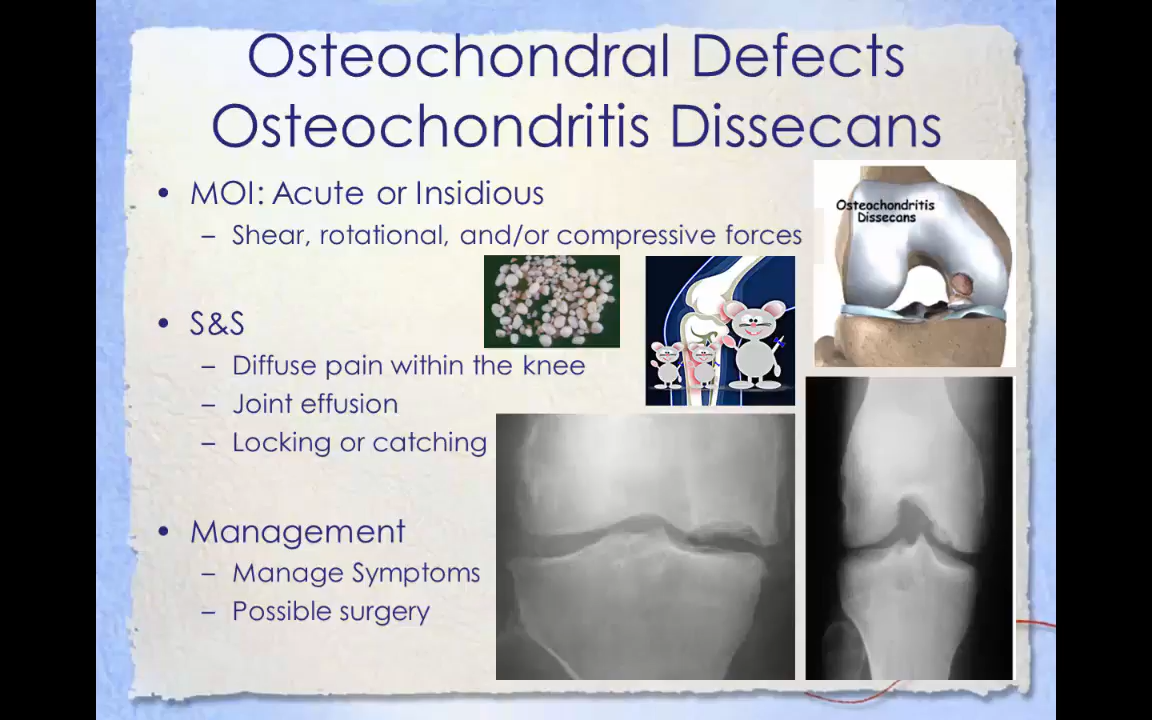 Osteochondral Defects
Osteochondritis Dissecans
• MOI: Acute or Insidious
– Shear, rotational, and/or compressive forces
• S&S
– Diffuse pain within the knee
– Joint effusion
– Locking or catching
• Management
– Manage Symptoms
– Possible surgery
Osteochondritis
Dissecans